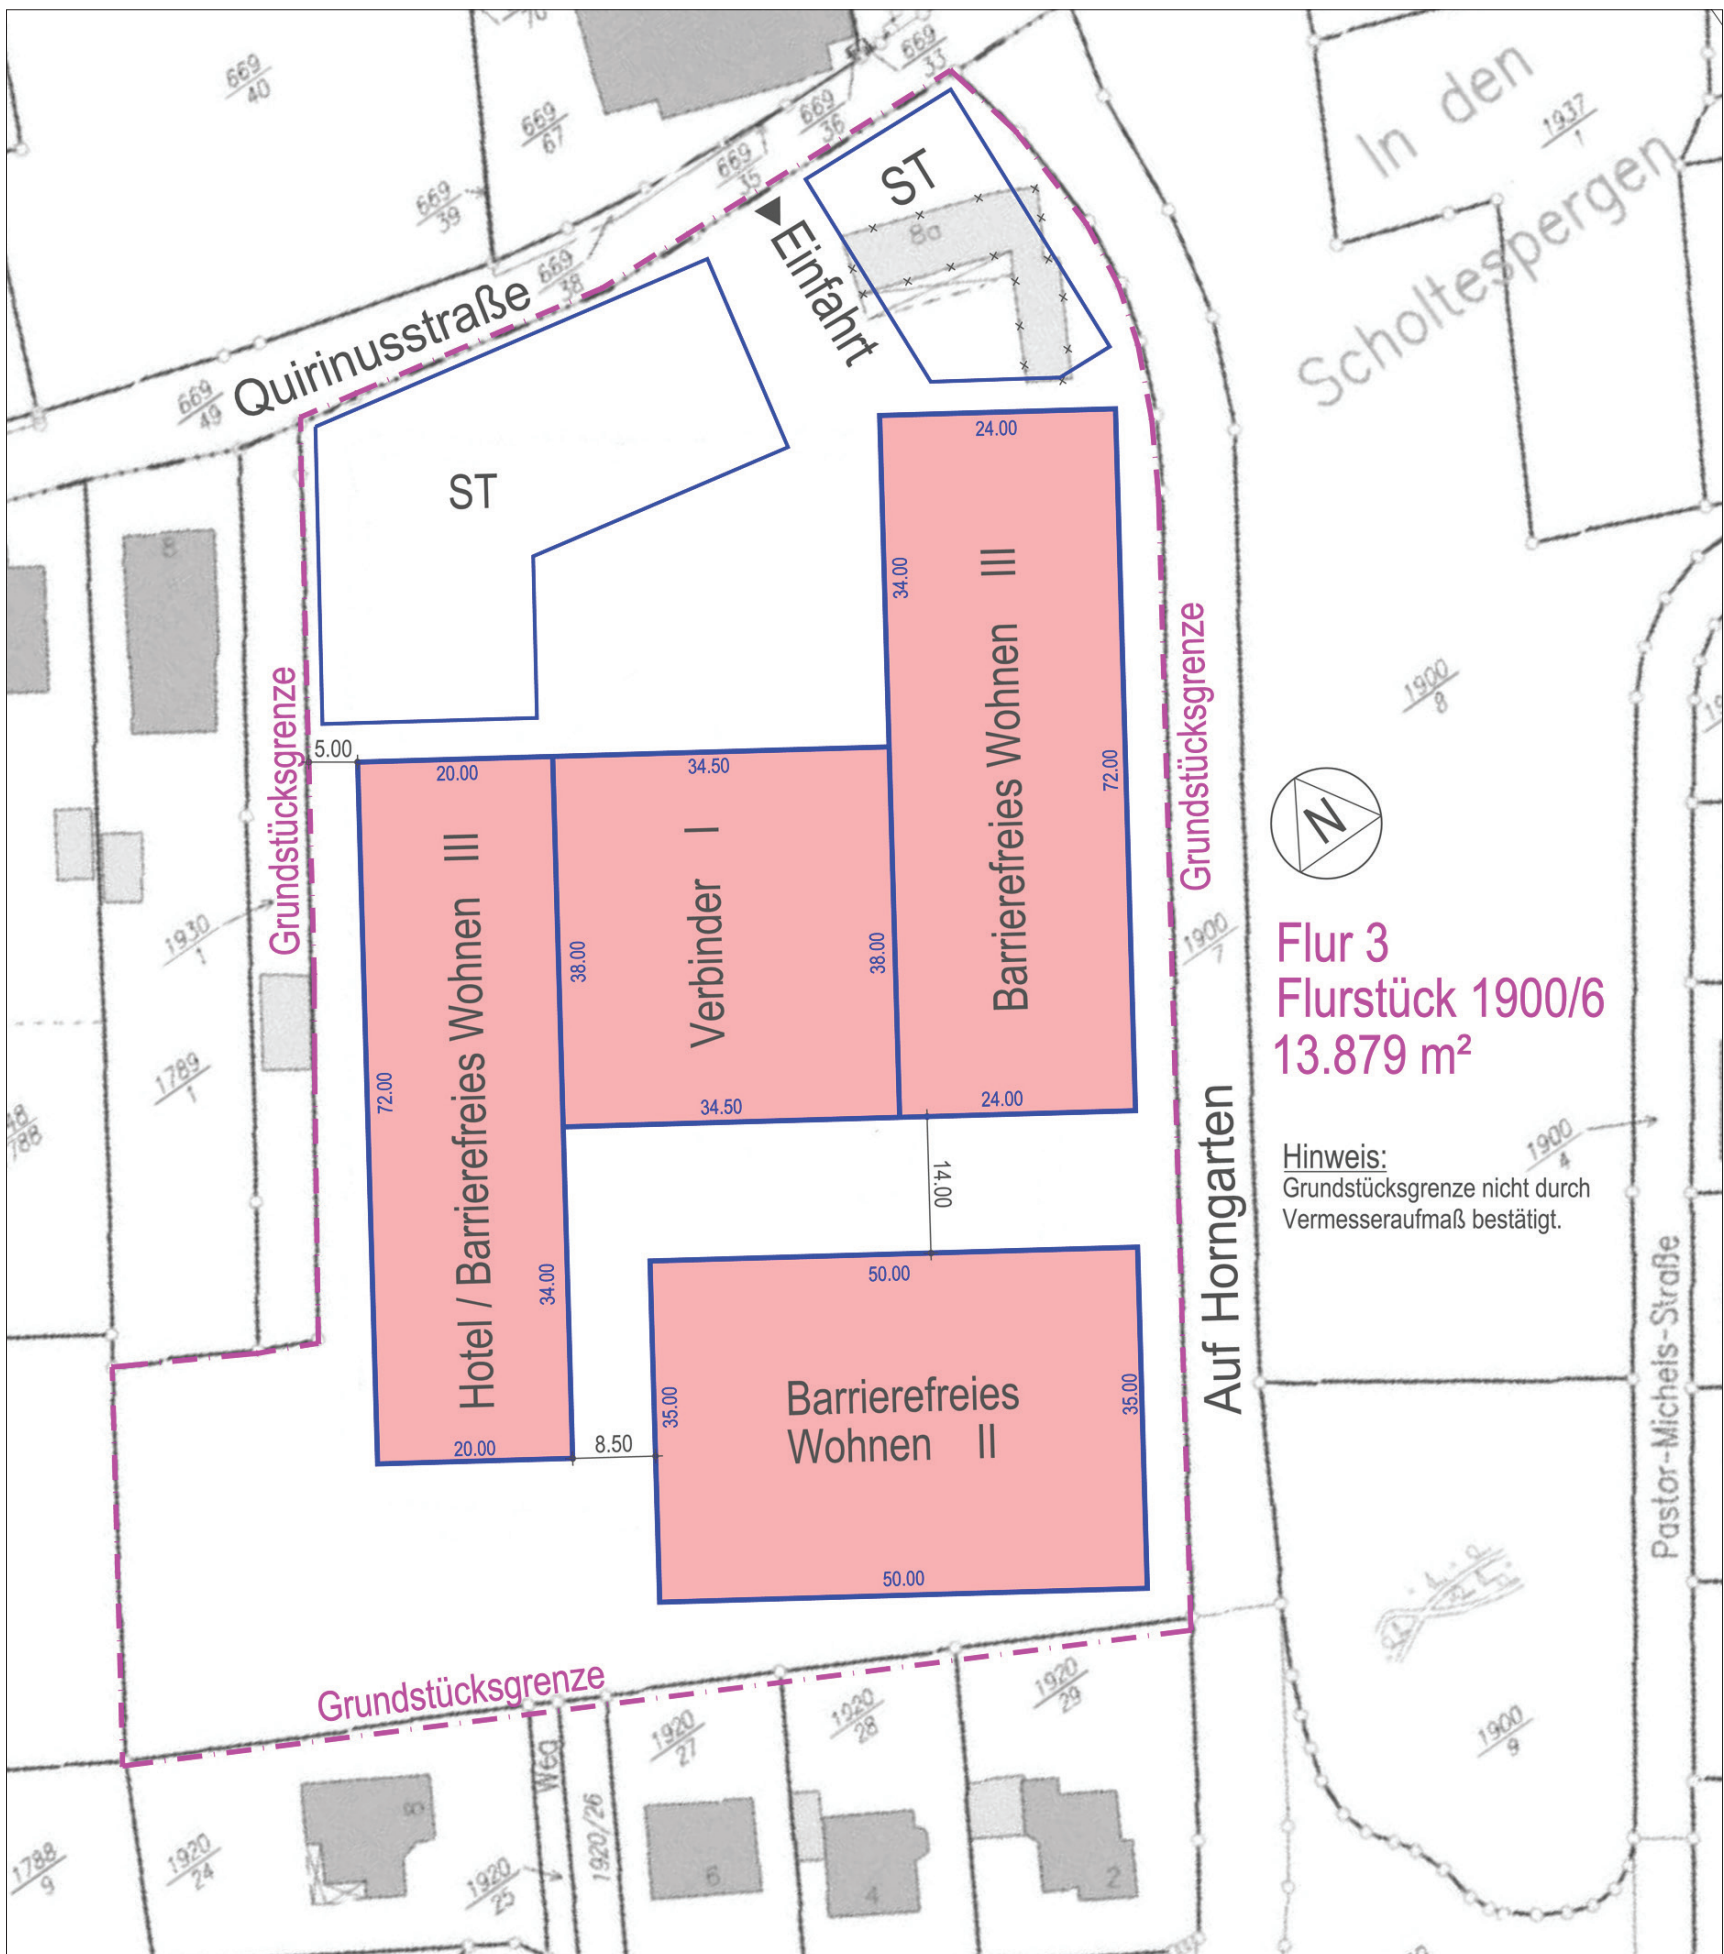 669
40
669
67
669
33
669
36
669
35
669
39
669
38
669
49
In den
1937
1
Scholtespergen
ST
8a
Einfahrt
Quirinusstraße
ST
24.00
34.00
Barrierefreies Wohnen III
72.00
Grundstücksgrenze
Grundstücksgrenze
8
5.00
20.00
34.50
Hotel / Barrierefreies Wohnen III
Verbinder I
38.00
38.00
72.00
34.50
24.00
34.00
14.00
1930
1
1789
1
1900
8
1900
7
N
Flur 3
Flurstück 1900/6
13.879 m²
Hinweis:
Grundstücksgrenze nicht durch
Vermesseraufmaß bestätigt.
1900
4
Auf Horngarten
Pastor-Micheis-Straße
50.00
35.00
Barrierefreies
Wohnen II
35.00
20.00
8.50
50.00
Grundstücksgrenze
Weg
1920/26
1920
27
1920
28
1920
29
1900
9
1788
9
1920
24
8
1920
25
6
4
2